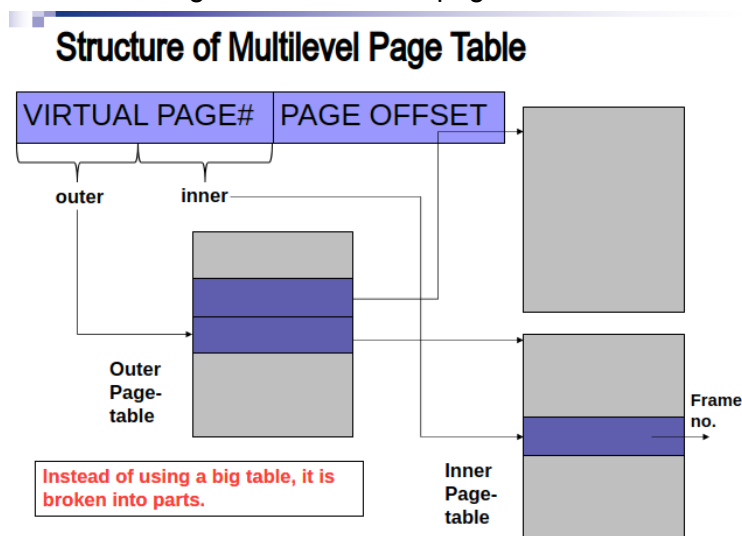 Structure of Multilevel Page Table
VIRTUAL PAGE# PAGE OFFSET
outer inner
Outer
Page-
table
Frame
no.
Instead of using a big table, it is
broken into parts.
Inner
Page-
table